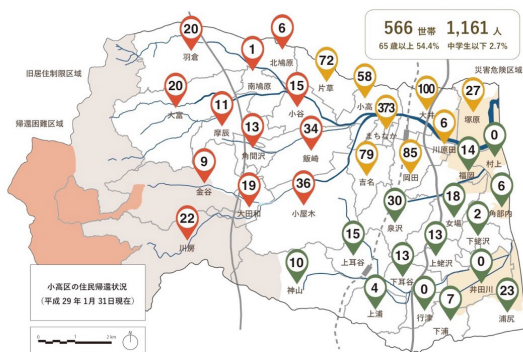 566 世帯 1,161 人
65 歳以上 54.4% 中学生以下 2.7%
旧居住制限区域
帰還困難区域
災害危険区域
20
羽倉
1
南鳩原
6
北鳩原
72
片草
58
小高
373
まちなか
100
大井
27
塚原
20
大富
11
摩辰
15
小谷
13
角間沢
34
飯崎
6
川原田
14
福岡
0
村上
9
金谷
19
大田和
36
小屋木
79
吉名
85
岡田
22
川房
30
泉沢
18
女場
6
角部内
2
下蛯沢
15
上耳谷
13
下耳谷
13
上蛯沢
10
神山
4
上浦
0
行津
7
下浦
0
井田川
23
浦尻
小高区の住民帰還状況
(平成 29 年 1 月 31日現在)
0 1 2 km